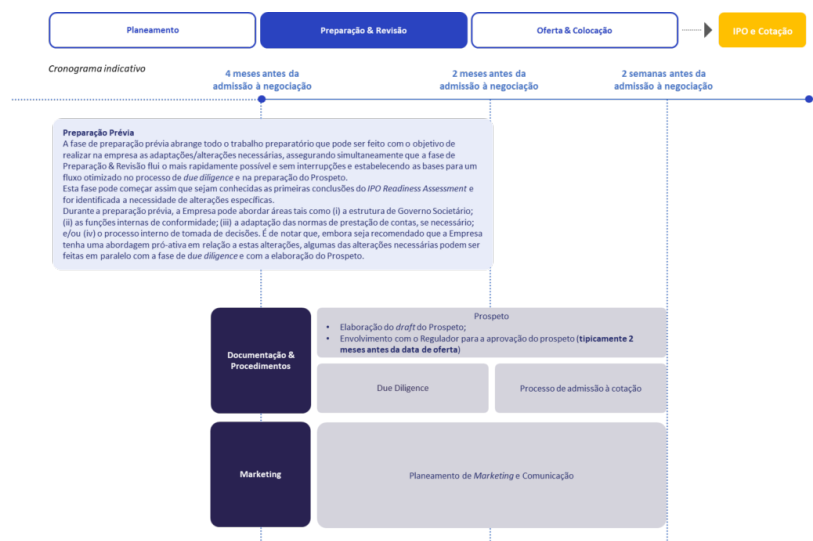 Planeamento
Preparação & Revisão
Oferta & Colocação
IPO e Cotação
Cronograma indicativo
4 meses antes da
admissão à negociação
2 meses antes da
admissão à negociação
2 semanas antes da
admissão à negociação
Preparação Prévia
A fase de preparação prévia abrange todo o trabalho preparatório que pode ser feito com o objetivo de
realizar na empresa as adaptações/alterações necessárias, assegurando simultaneamente que a fase de
Preparação & Revisão flui o mais rapidamente possível e sem interrupções e estabelecendo as bases para um
fluxo otimizado no processo de due diligence e na preparação do Prospeto.
Esta fase pode começar assim que sejam conhecidas as primeiras conclusões do IPO Readiness Assessment e
for identificada a necessidade de alterações específicas.
Durante a preparação prévia, a Empresa pode abordar áreas tais como (i) a estrutura de Governo Societário;
(ii) as funções internas de conformidade; (iii) a adaptação das normas de prestação de contas, se necessário;
e/ou (iv) o processo interno de tomada de decisões. É de notar que, embora seja recomendado que a Empresa
tenha uma abordagem pró-ativa em relação a estas alterações, algumas das alterações necessárias podem ser
feitas em paralelo com a fase de due diligence e com a elaboração do Prospeto.
Documentação &
Procedimentos
Prospeto
• Elaboração do draft do Prospeto;
• Envolvimento com o Regulador para a aprovação do prospeto (tipicamente 2
meses antes da data de oferta)
Due Diligence
Processo de admissão à cotação
Marketing
Planeamento de Marketing e Comunicação